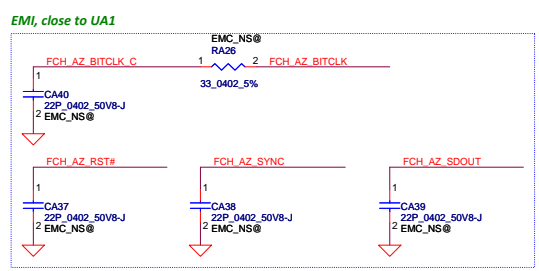 EMI, close to UA1
EMC_NS@
RA26
FCH_AZ_BITCLK_C
1
2
FCH_AZ_BITCLK
33_0402_5%
1
CA40
22P_0402_50V8-J
2
EMC_NS@
FCH_AZ_RST#
FCH_AZ_SYNC
FCH_AZ_SDOUT
1
CA37
22P_0402_50V8-J
2
EMC_NS@
1
CA38
22P_0402_50V8-J
2
EMC_NS@
1
CA39
22P_0402_50V8-J
2
EMC_NS@